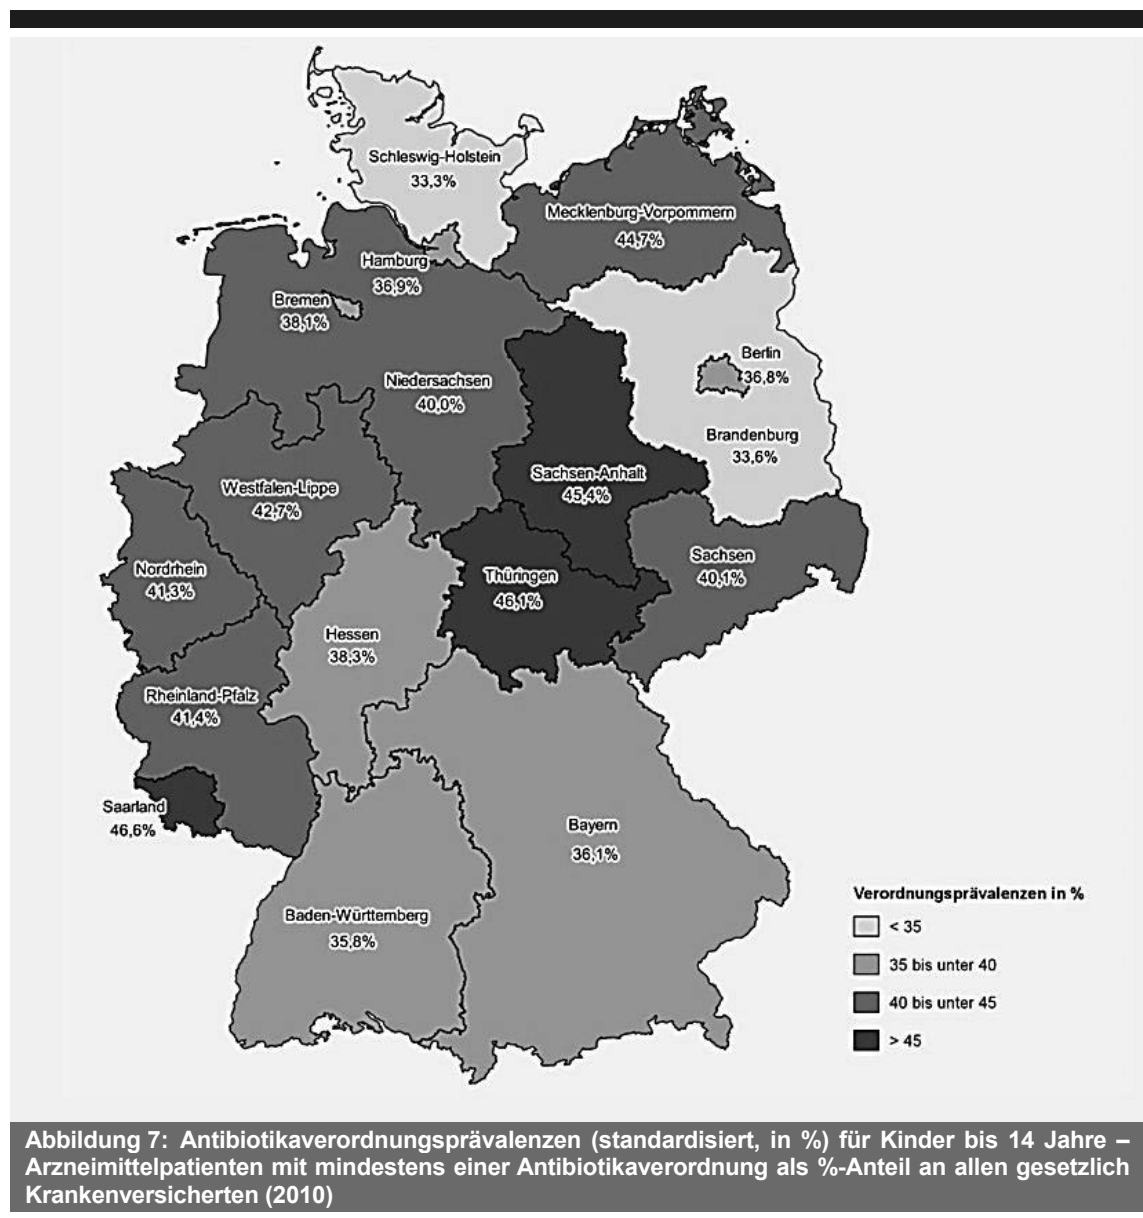 Schleswig-Holstein
33,3%
Mecklenburg-Vorpommern
44,7%
Hamburg
36,9%
Bremen
38,1%
Berlin
36,8%
Niedersachsen
40,0%
Brandenburg
33,6%
Sachsen-Anhalt
45,4%
Westfalen-Lippe
42,7%
Sachsen
40,1%
Nordrhein
41,3%
Thüringen
46,1%
Hessen
38,3%
Rheinland-Pfalz
41,4%
Saarland
46,6%
Bayern
36,1%
Baden-Württemberg
35,8%
Verordnungsprävalenzen in %
< 35
35 bis unter 40
40 bis unter 45
> 45
Abbildung 7: Antibiotikaverordnungsprävalenzen (standardisiert, in %) für Kinder bis 14 Jahre –
Arzneimittelpatienten mit mindestens einer Antibiotikaverordnung als %-Anteil an allen gesetzlich
Krankenversicherten (2010)